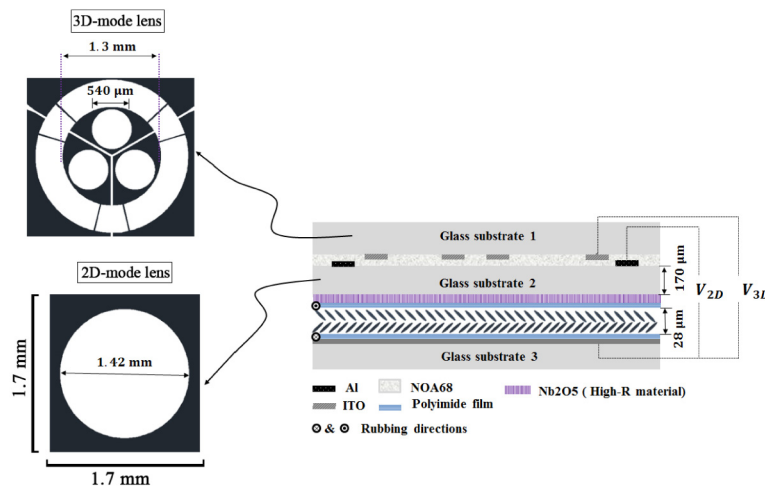 3D-mode lens
1.3 mm
540 μm
2D-mode lens
1.42 mm
1.7 mm
1.7 mm
Glass substrate 1
Glass substrate 2
Glass substrate 3
170 μm
28 μm
V2D
V3D
Al
NOA68
Nb2O5 ( High-R material)
ITO
Polyimide film
& Rubbing directions